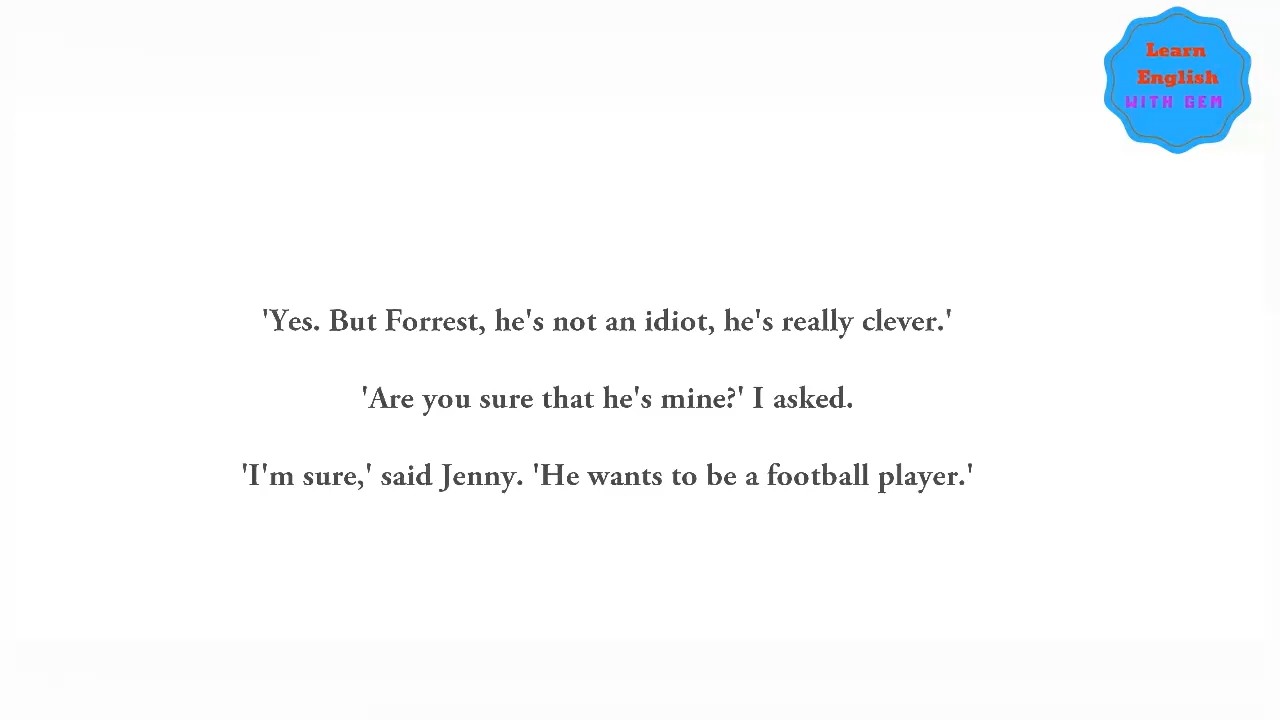 Learn
English
WITH GEM
'Yes. But Forrest, he's not an idiot, he's really clever.'
'Are you sure that he's mine?' I asked.
'I'm sure,' said Jenny. 'He wants to be a football player.'